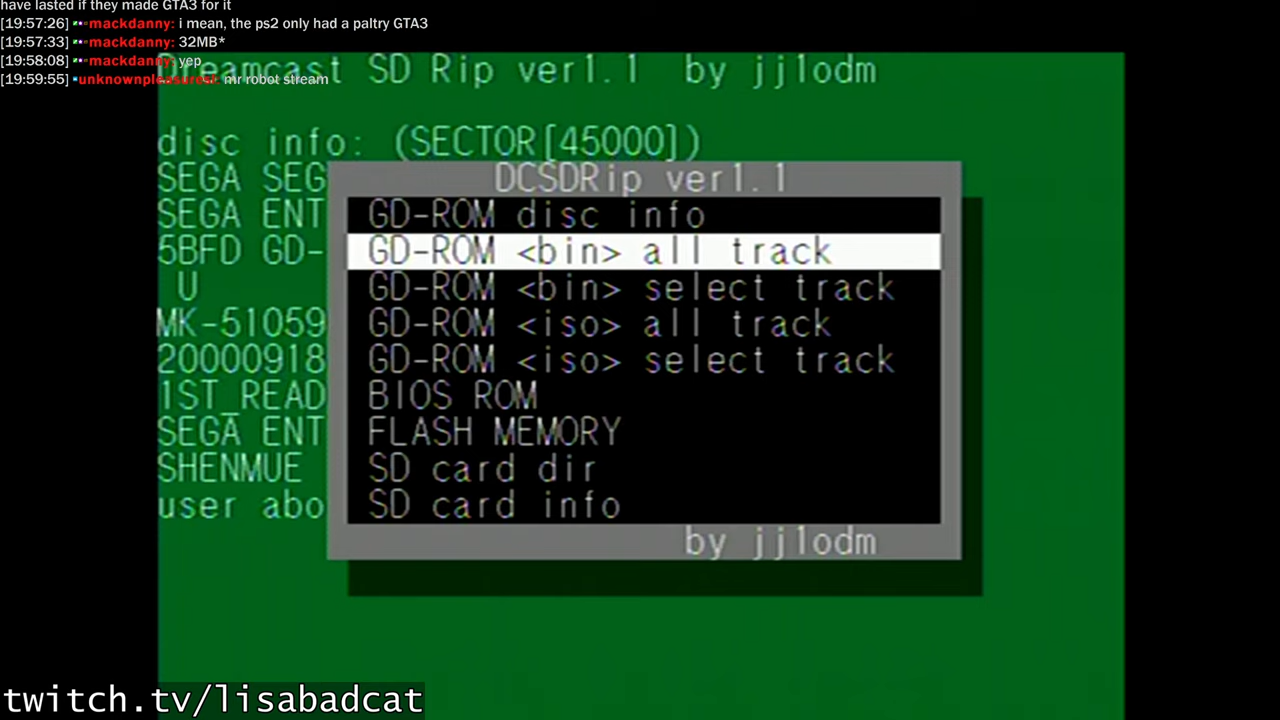 have lasted if they made GTA3 for it
[19:57:26] mackdanny: i mean, the ps2 only had a paltry GTA3
[19:57:33] mackdanny: 32MB*
[19:58:08] mackdanny: yep
[19:59:55] unknownpleasuresl: mr robot stream
Dreamcast SD Rip ver1.1 by jj1odm
disc info: (SECTOR[45000])
SEGA SEG
SEGA ENT
5BFD GD-
U
MK-51059
20000918
1ST_READ
SEGA ENT
SHENMUE
user abo
DCSDRip ver1.1
GD-ROM disc info
GD-ROM <bin> all track
GD-ROM <bin> select track
GD-ROM <iso> all track
GD-ROM <iso> select track
BIOS ROM
FLASH MEMORY
SD card dir
SD card info
by jj1odm
twitch.tv/lisabadcat